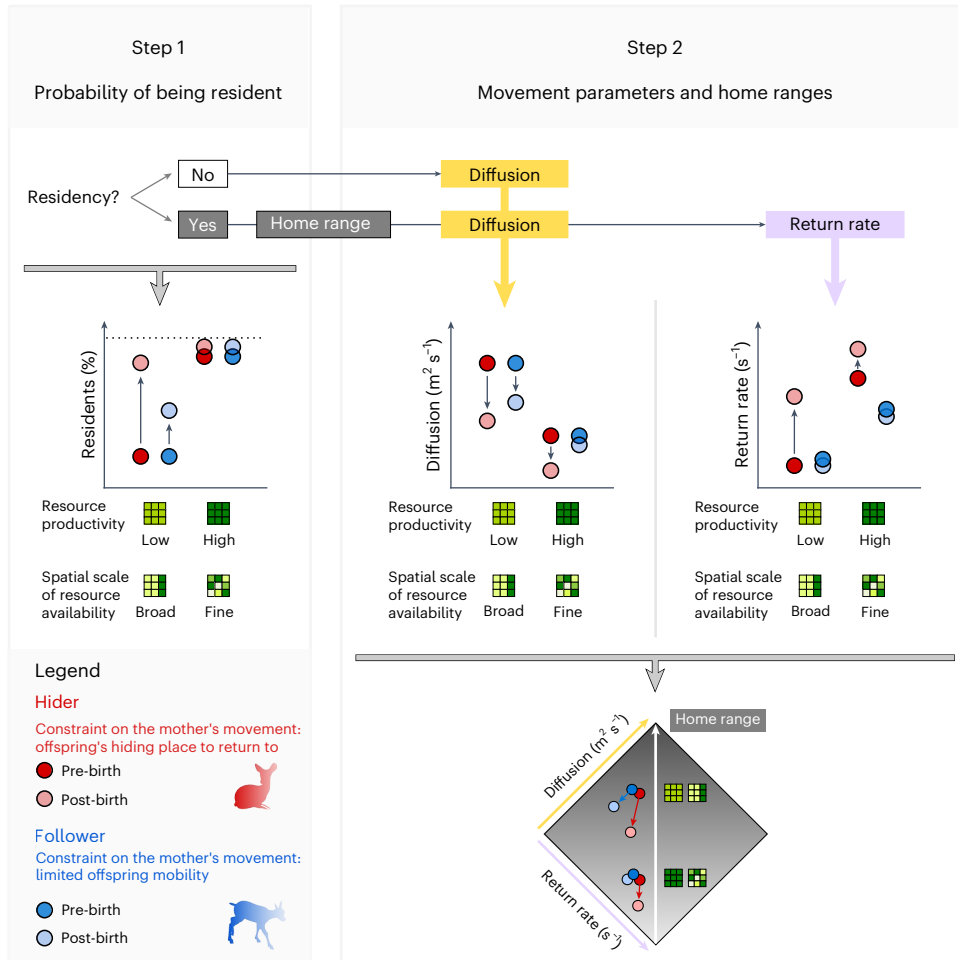 Step 1
Probability of being resident
Step 2
Movement parameters and home ranges
Residency?
No
Yes
Home range
Diffusion
Diffusion
Return rate
Residents (%)
Resource
productivity
Low
High
Spatial scale
of resource
availability
Broad
Fine
Diffusion (m² s⁻¹)
Resource
productivity
Low
High
Spatial scale
of resource
availability
Broad
Fine
Return rate (s⁻¹)
Resource
productivity
Low
High
Spatial scale
of resource
availability
Broad
Fine
Legend
Hider
Constraint on the mother's movement:
offspring's hiding place to return to
Pre-birth
Post-birth
Follower
Constraint on the mother's movement:
limited offspring mobility
Pre-birth
Post-birth
Home range
Diffusion (m² s⁻¹)
Return rate (s⁻¹)